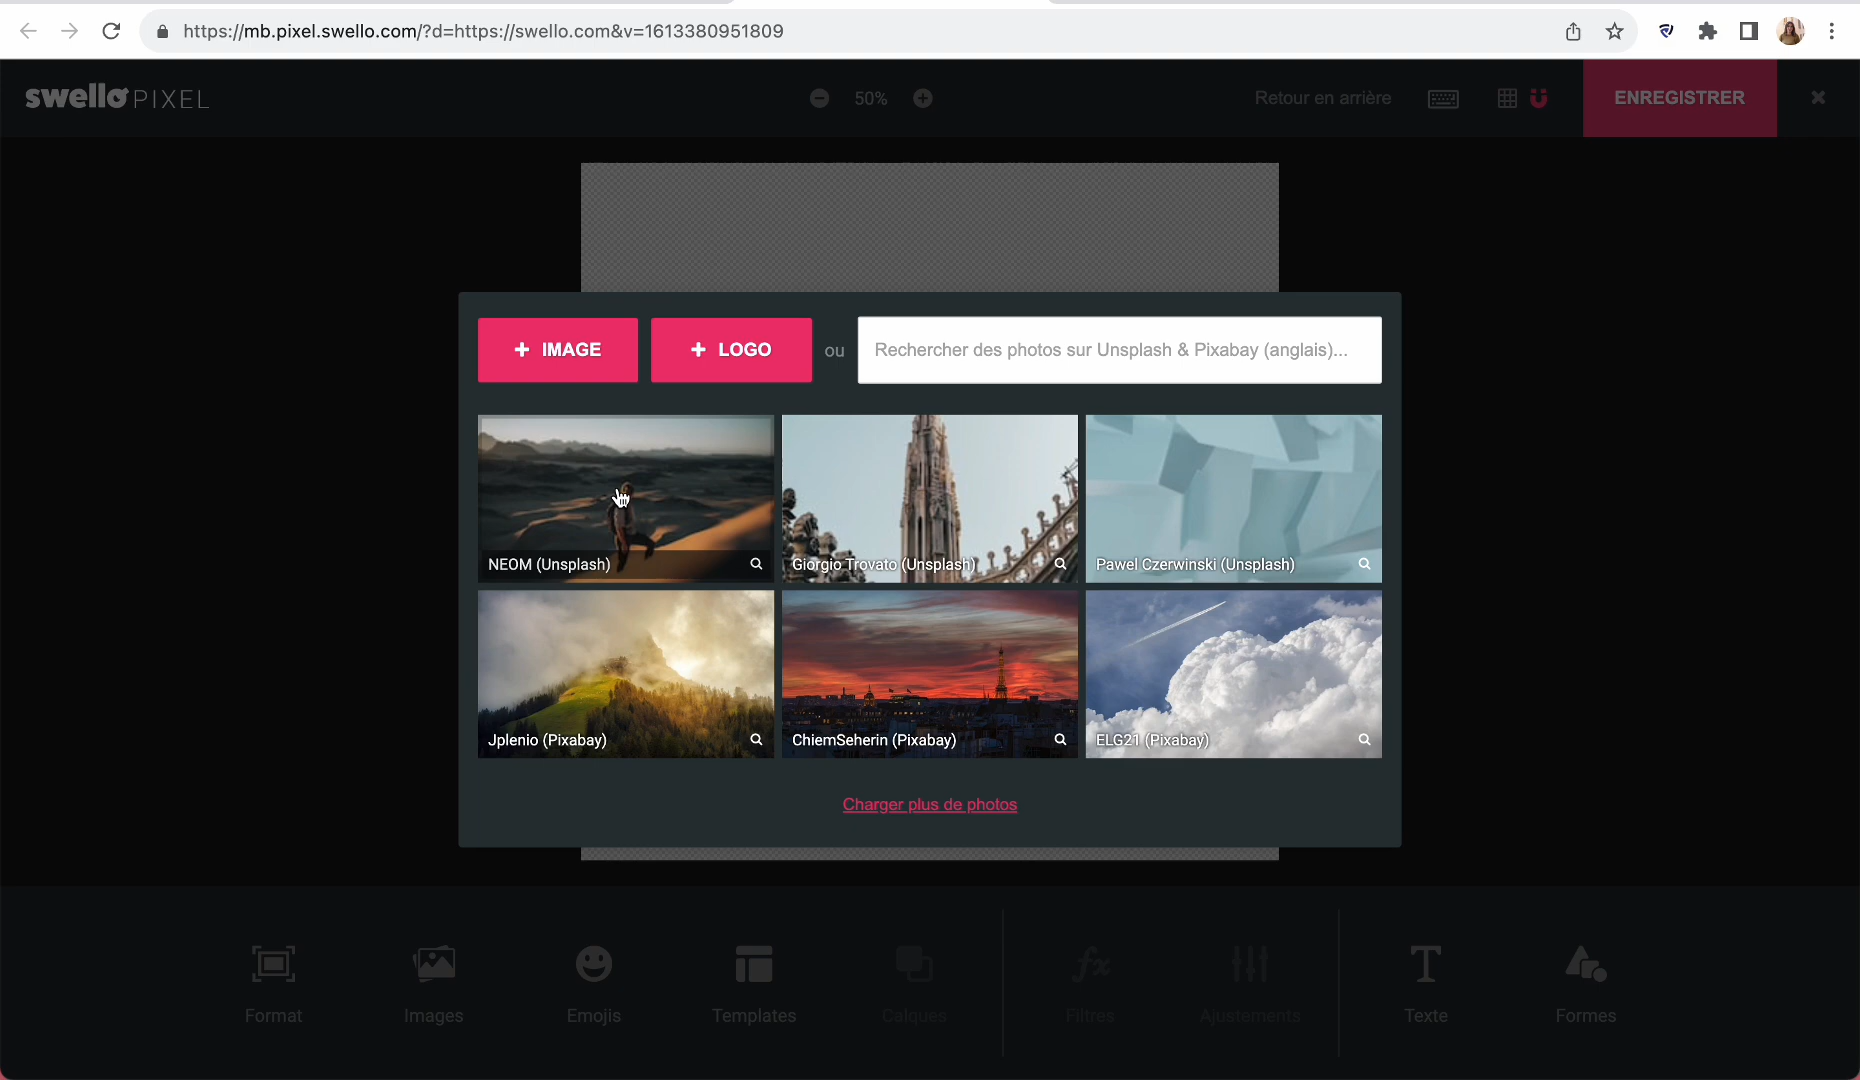 https://mb.pixel.swello.com/?d=https://swello.com&v=1613380951809
swello PIXEL
50%
Retour en arrière
ENREGISTRER
IMAGE
LOGO
ou
Rechercher des photos sur Unsplash & Pixabay (anglais)...
NEOM (Unsplash)
Giorgio Trovato (Unsplash)
Pawel Czerwinski (Unsplash)
Jplenio (Pixabay)
ChiemSeherin (Pixabay)
ELG21 (Pixabay)
Charger plus de photos
Format
Images
Emojis
Templates
Calques
Filtres
Ajustements
Texte
Formes